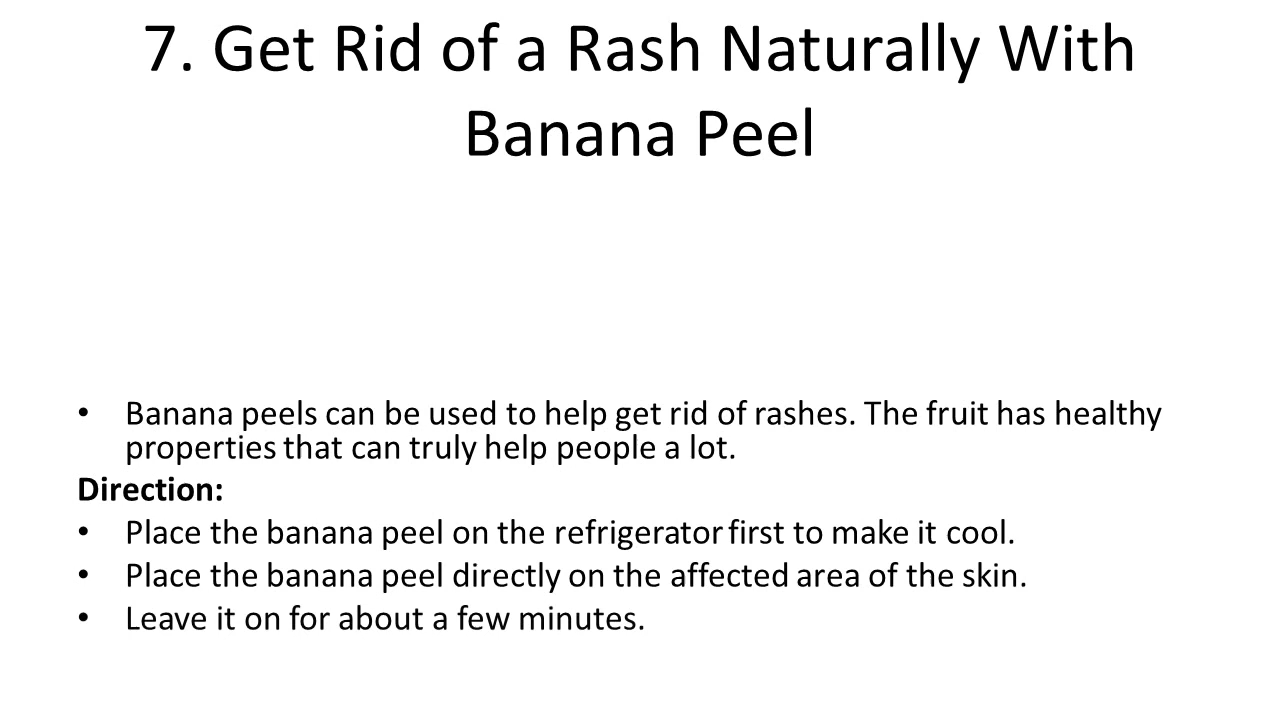 7. Get Rid of a Rash Naturally With
Banana Peel
• Banana peels can be used to help get rid of rashes. The fruit has healthy
properties that can truly help people a lot.
Direction:
• Place the banana peel on the refrigerator first to make it cool.
• Place the banana peel directly on the affected area of the skin.
• Leave it on for about a few minutes.